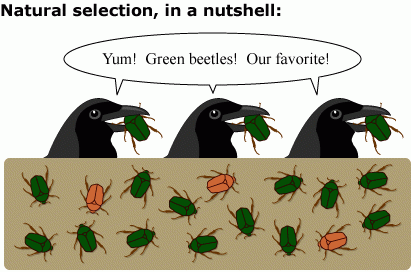 Natural selection, in a nutshell:
Yum!  Green beetles!  Our favorite!